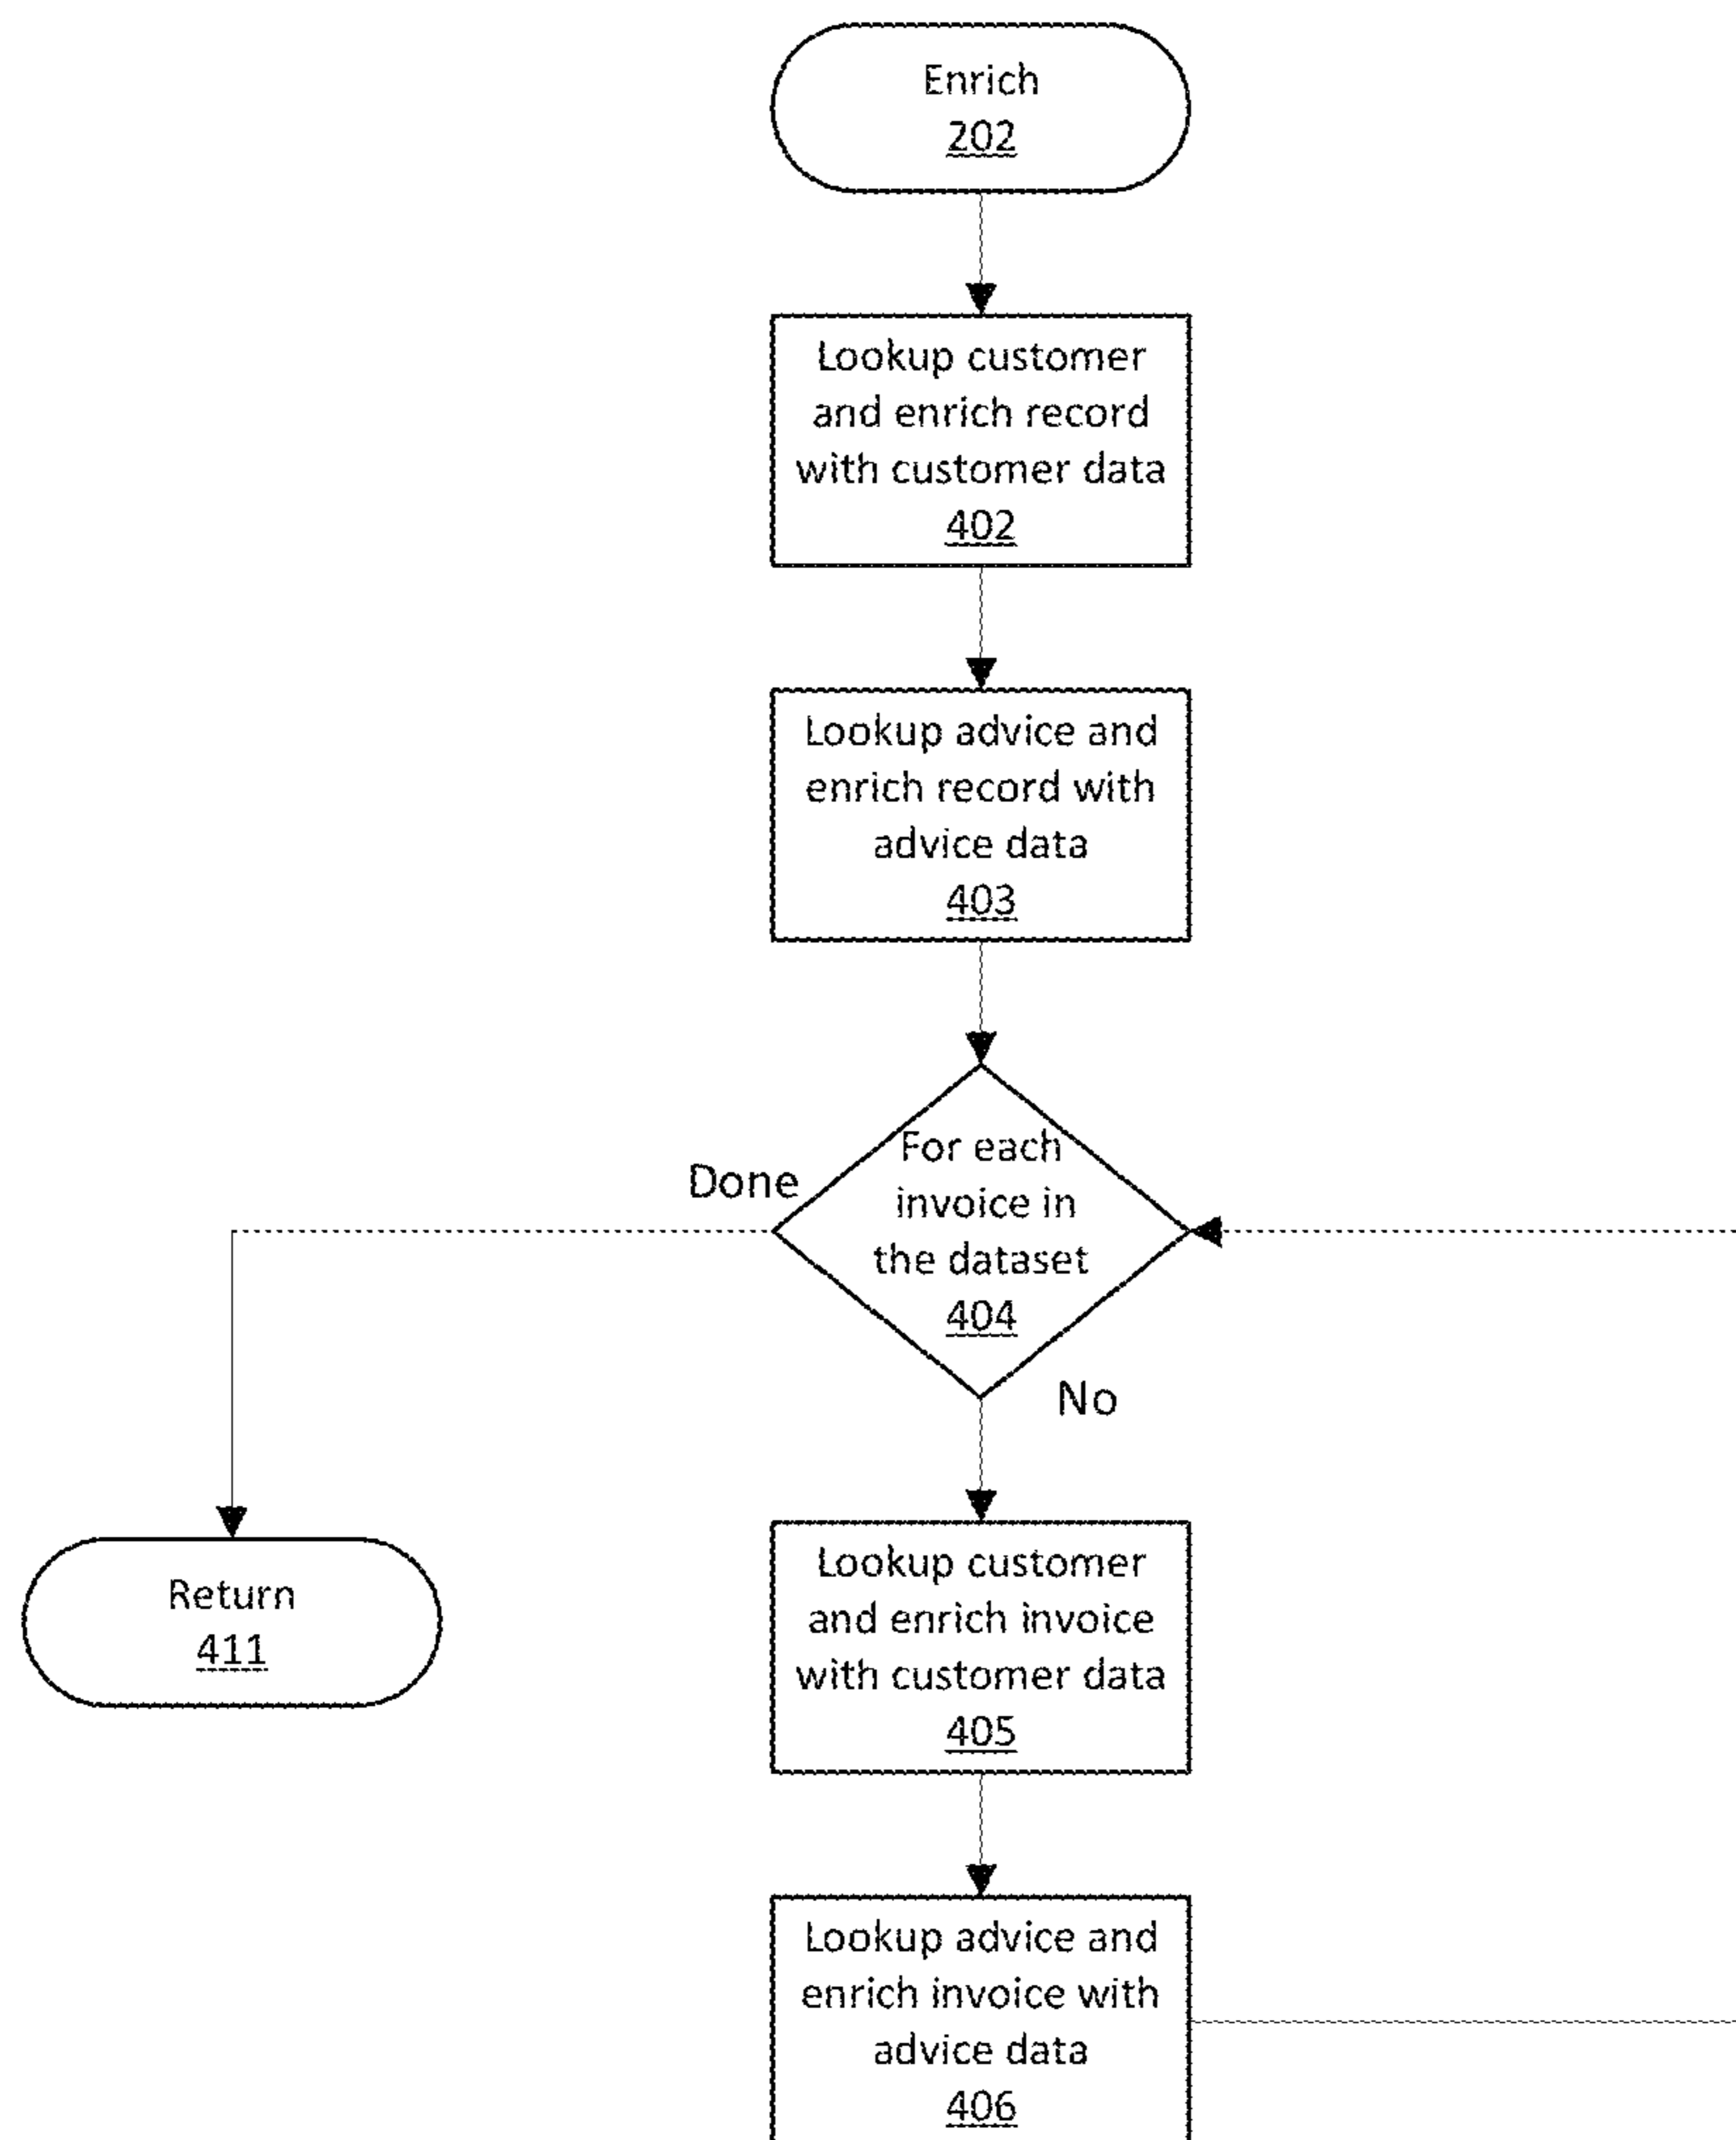 Enrich
202
Lookup customer
and enrich record
with customer data
402
Lookup advice and
enrich record with
advice data
403
For each
invoice in
the dataset
404
Done
No
Return
411
Lookup customer
and enrich invoice
with customer data
405
Lookup advice and
enrich invoice with
advice data
406